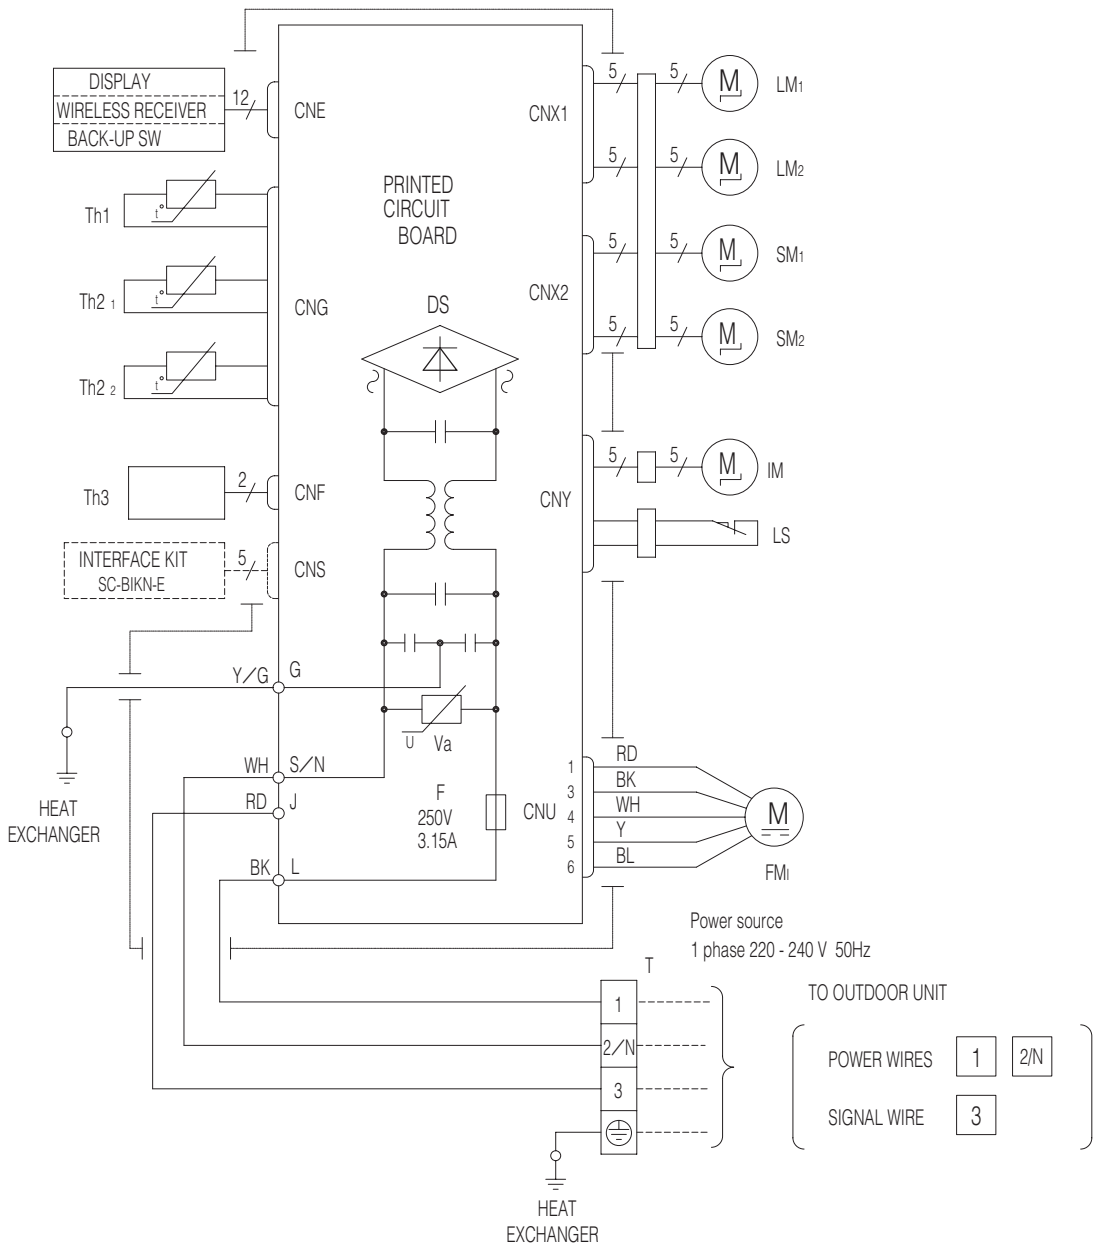 DISPLAY
WIRELESS RECEIVER
BACK-UP SW
12
CNE
Th1
t°
Th2 1
t°
Th2 2
t°
CNG
Th3
2
CNF
INTERFACE KIT
SC-BIKN-E
5
CNS
PRINTED
CIRCUIT
BOARD
DS
CNX1
5
5
M
LM1
5
5
M
LM2
CNX2
5
5
M
SM1
5
5
M
SM2
CNY
5
5
M
IM
LS
Y/G
G
U
Va
WH
S/N
RD
J
BK
L
HEAT
EXCHANGER
F
250V
3.15A
CNU
1
RD
3
BK
4
WH
5
Y
6
BL
M
FMI
Power source
1 phase 220 - 240 V 50Hz
T
1
2/N
3
HEAT
EXCHANGER
TO OUTDOOR UNIT
POWER WIRES 1 2/N
SIGNAL WIRE 3